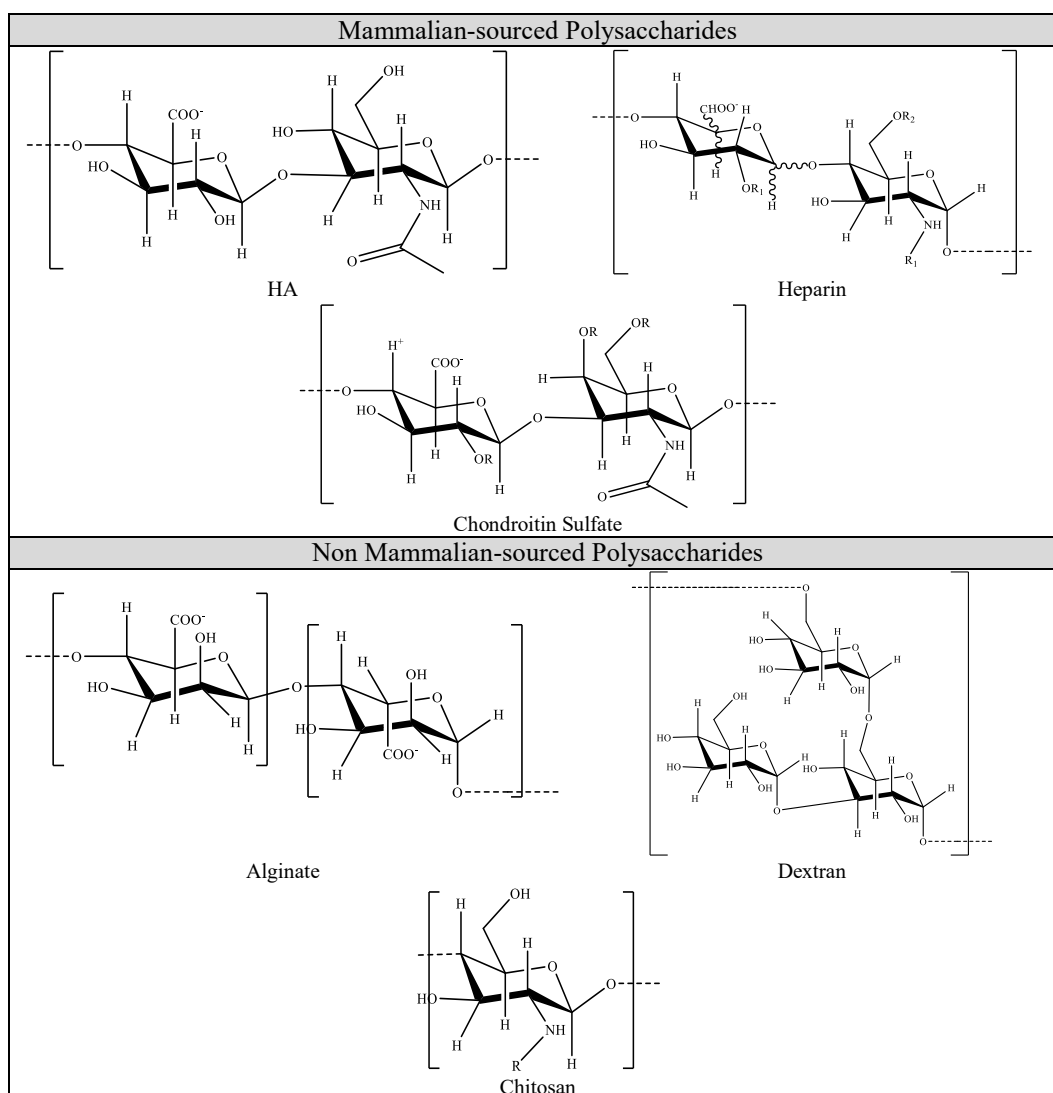 Mammalian-sourced Polysaccharides
OH
H
COO⁻
H
HO
H
O
HO
O
O
O
O
H
OH
H
H
H
H
NH
H
O
HA
CHOO⁻
H
H
OR₂
O
O
H
H
HO
O
O
H
OR₁
H
H
HO
H
H
H
NH
R₁
O
Heparin
OR
OR
H⁺
COO⁻
H
H
H
O
O
O
O
O
HO
H
OR
H
H
H
H
NH
H
O
Chondroitin Sulfate
Non Mammalian-sourced Polysaccharides
H
COO⁻
OH
H
H
OH
O
O
O
O
HO
H
H
H
H
HO
H
COO⁻
H
H
O
Alginate
O
H
HO
H
O
H
HO
H
H
OH
O
OH
H
H
HO
O
H
HO
H
H
OH
O
H
HO
H
O
H
H
H
OH
O
Dextran
OH
H
H
O
O
HO
H
H
NH
H
R
Chitosan